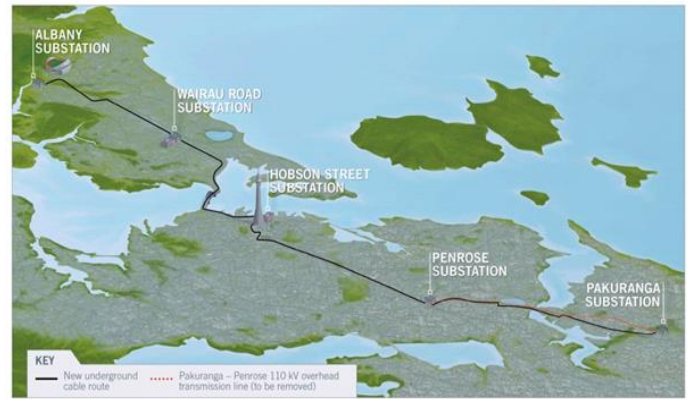 ALBANY
SUBSTATION
WAIRAU ROAD
SUBSTATION
HOBSON STREET
SUBSTATION
PENROSE
SUBSTATION
PAKURANGA
SUBSTATION
KEY
New underground
cable route
Pakuranga – Penrose 110 kV overhead
transmission line (to be removed)